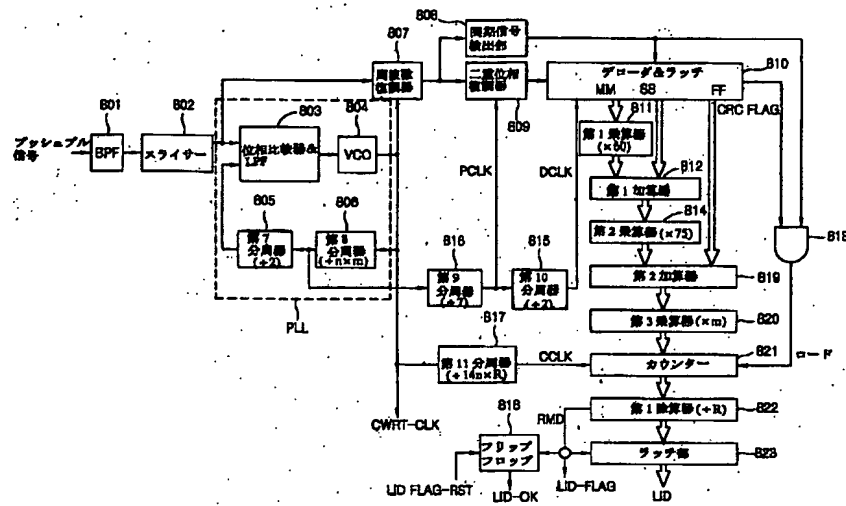 808
807
同期信号
検出部
周波数
復調器
二重位相
復調器
デコーダ&ラッチ
810
MM SS FF
809
801
802
803
804
811
CRC FLAG
プッシュプル
信号
BPF
スライサー
位相比較器&
LPF
VCO
PCLK
DCLK
第1乗算器
(×60)
812
第1加算器
814
805
806
第2乗算器(×75)
818
第7
分周器
(÷2)
第8
分周器
(÷n×m)
816
815
第9
分周器
(÷7)
第10
分周器
(÷2)
第2加算器
819
PLL
第3乗算器(×m)
820
817
第11分周器
(÷14n×R)
CCLK
カウンター
821
ロード
第1除算器(÷R)
822
CWRT-CLK
818
RMD
フリップ
フロップ
ラッチ部
823
LID FLAG-RST
LID-OK
LID-FLAG
LID